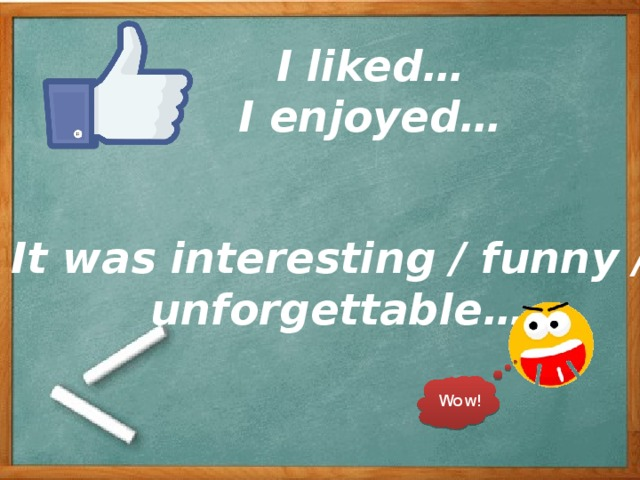 I liked…
I enjoyed…
It was interesting / funny /
unforgettable…
Wow!